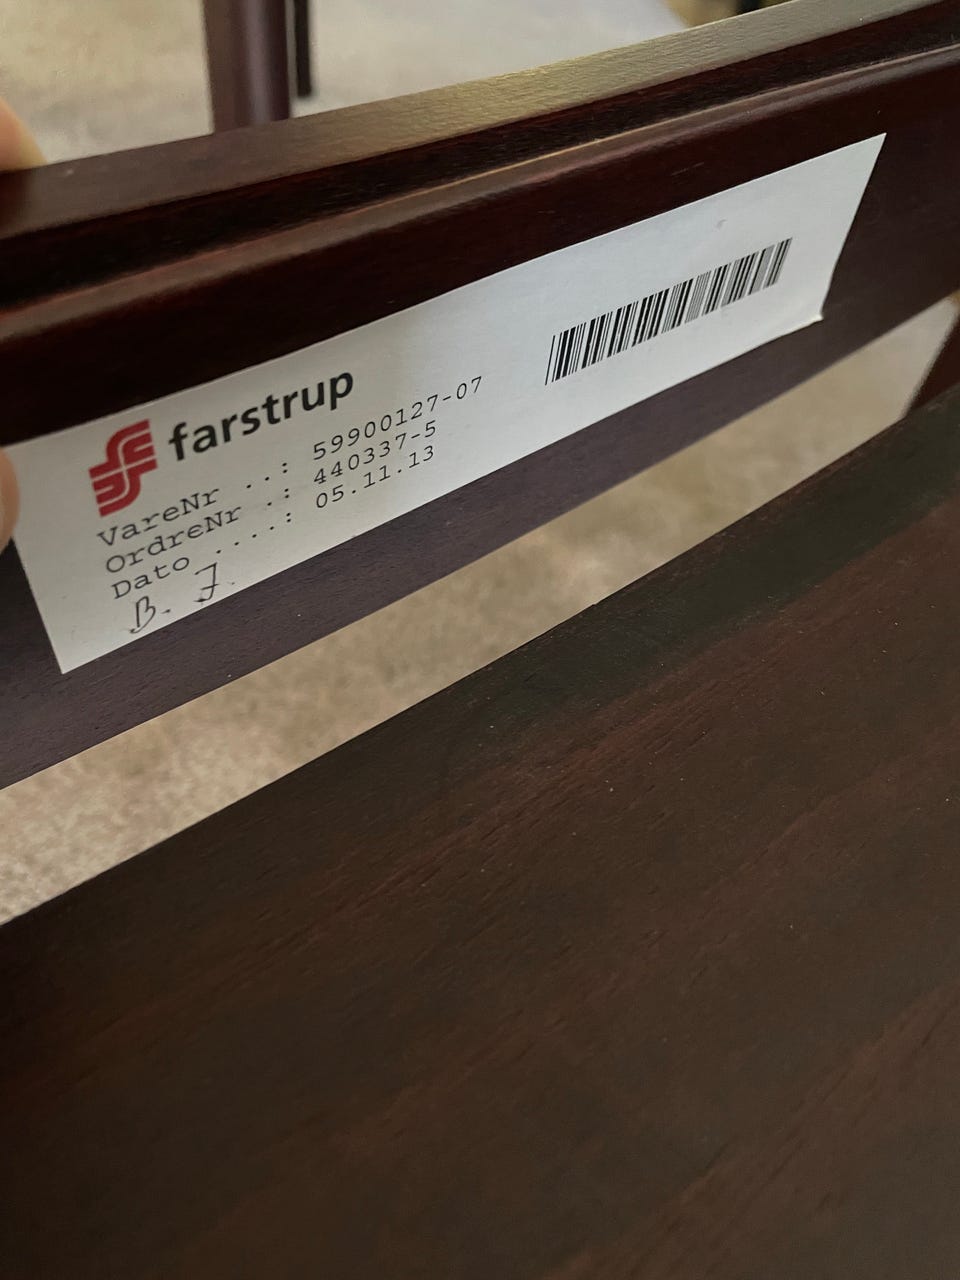 farstrup
VareNr ..: 59900127-07
OrdreNr .: 440337-5
Dato ....: 05.11.13
B. J.